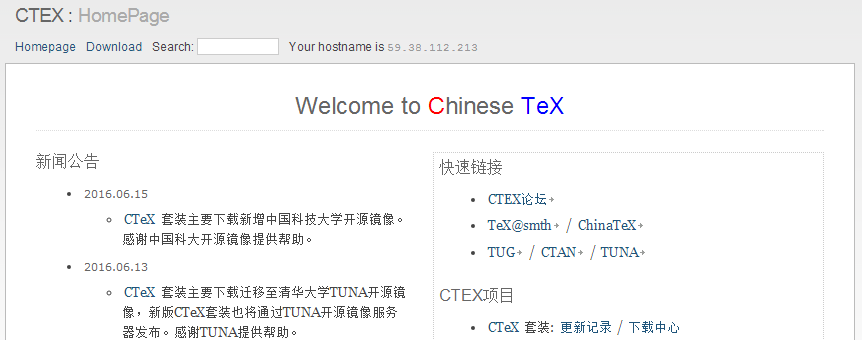 CTEX : HomePage
Homepage Download Search: Your hostname is 59.38.112.213
Welcome to Chinese TeX
新闻公告
2016.06.15
CTeX 套装主要下载新增中国科技大学开源镜像。
感谢中国科大开源镜像提供帮助。
2016.06.13
CTeX 套装主要下载迁移至清华大学TUNA开源镜
像，新版CTeX套装也将通过TUNA开源镜像服务
器发布。感谢TUNA提供帮助。
快速链接
CTEX论坛
TeX@smth / ChinaTeX
TUG / CTAN / TUNA
CTEX项目
CTeX 套装: 更新记录 / 下载中心